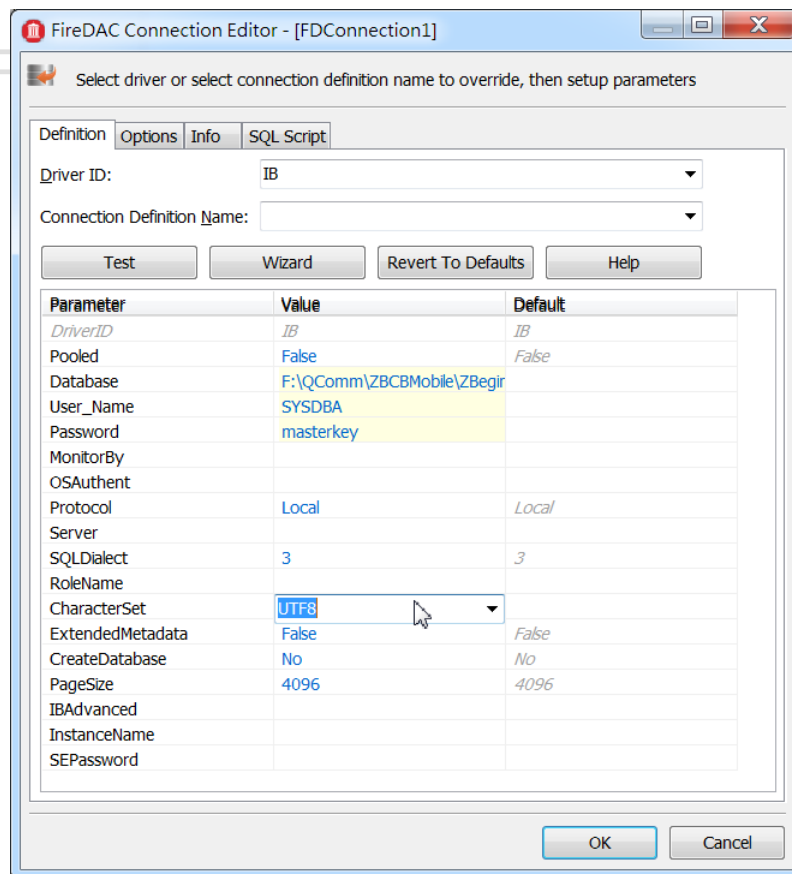 FireDAC Connection Editor - [FDConnection1]
Select driver or select connection definition name to override, then setup parameters
Definition Options Info SQL Script
Driver ID: IB
Connection Definition Name:
Test Wizard Revert To Defaults Help
Parameter Value Default
DriverID IB IB
Pooled False False
Database F:\QComm\ZBCBMobile\ZBegir
User_Name SYSDBA
Password masterkey
MonitorBy
OSAuthent
Protocol Local Local
Server
SQLDialect 3 3
RoleName
CharacterSet UTF8
ExtendedMetadata False False
CreateDatabase No No
PageSize 4096 4096
IBAdvanced
InstanceName
SEPassword
OK Cancel